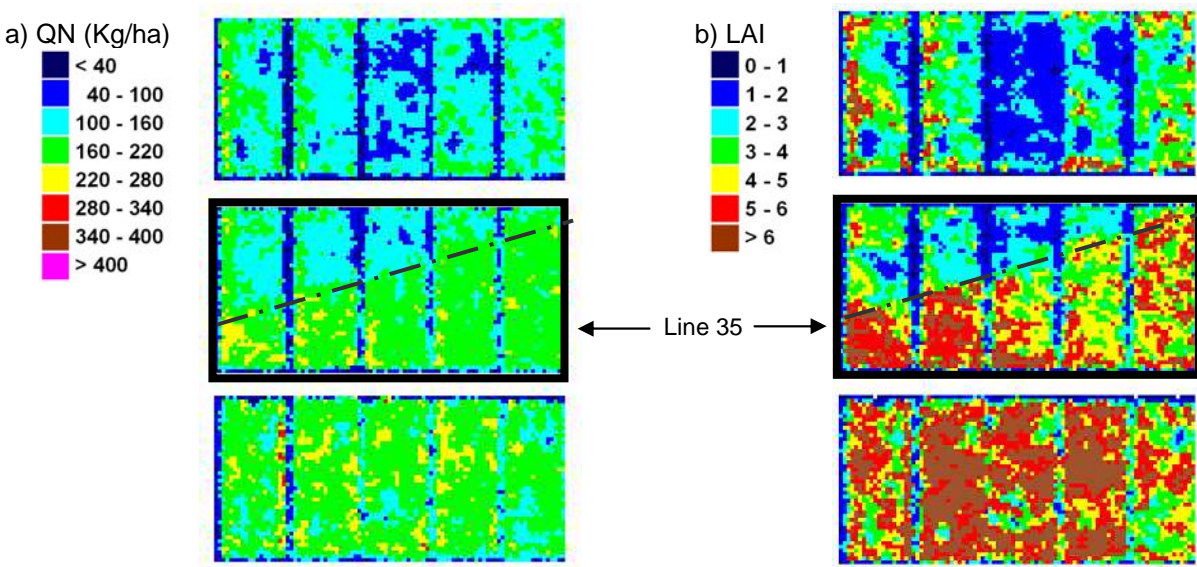 a) QN (Kg/ha)
< 40
40 - 100
100 - 160
160 - 220
220 - 280
280 - 340
340 - 400
> 400
b) LAI
0 - 1
1 - 2
2 - 3
3 - 4
4 - 5
5 - 6
> 6
Line 35